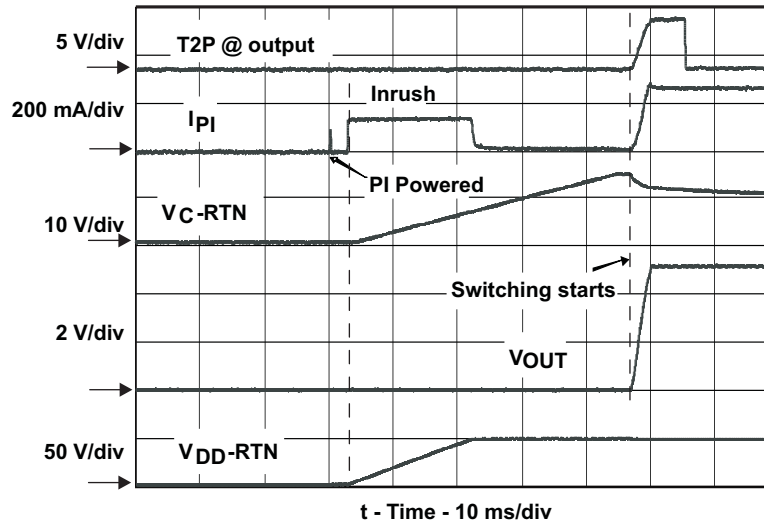 5 V/div
T2P @ output
200 mA/div
IPI
Inrush
PI Powered
VC-RTN
10 V/div
Switching starts
2 V/div
VOUT
50 V/div
VDD-RTN
t - Time - 10 ms/div